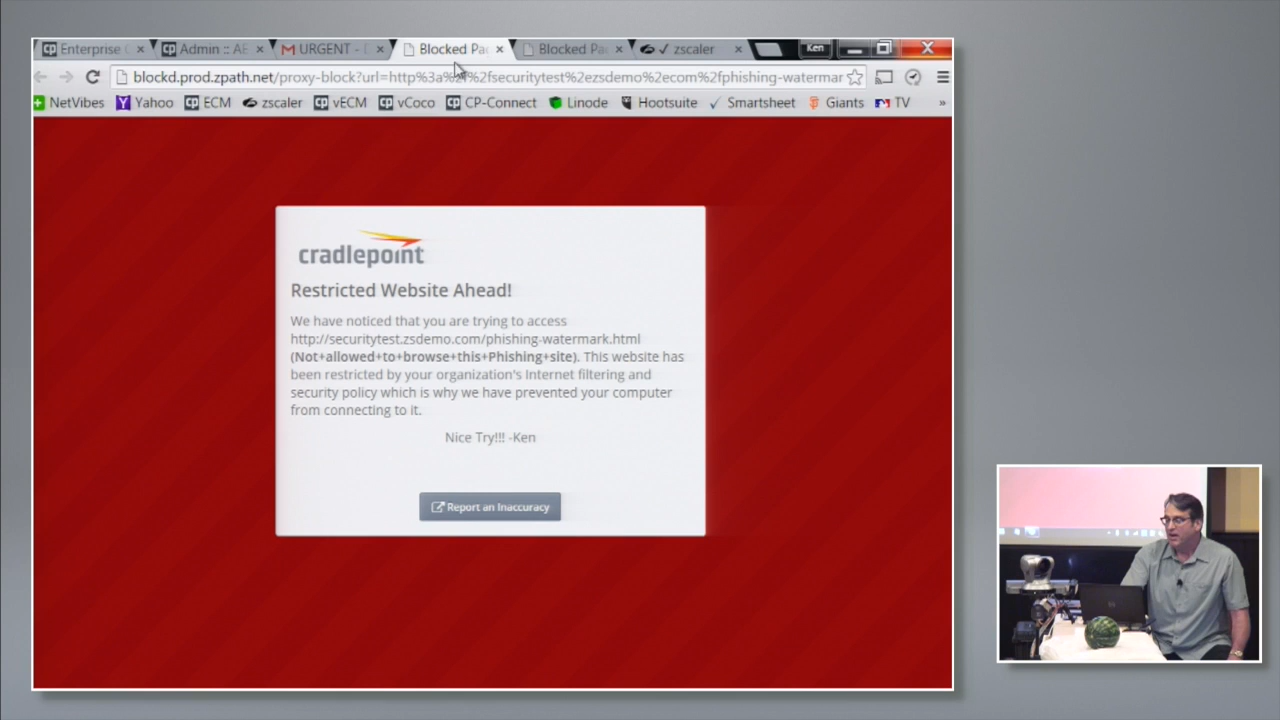 Enterprise C
Admin :: AE
URGENT - D
Blocked Pag
Blocked Pag
zscaler
Ken
blockd.prod.zpath.net/proxy-block?url=http%3a%2f%2fsecuritytest%2ezsdemo%2ecom%2fphishing-watermar
NetVibes Yahoo ECM zscaler vECM vCoco CP-Connect Linode Hootsuite Smartsheet Giants TV »
cradlepoint
Restricted Website Ahead!
We have noticed that you are trying to access
http://securitytest.zsdemo.com/phishing-watermark.html
(Not+allowed+to+browse+this+Phishing+site). This website has
been restricted by your organization's Internet filtering and
security policy which is why we have prevented your computer
from connecting to it.
Nice Try!!! -Ken
Report an Inaccuracy